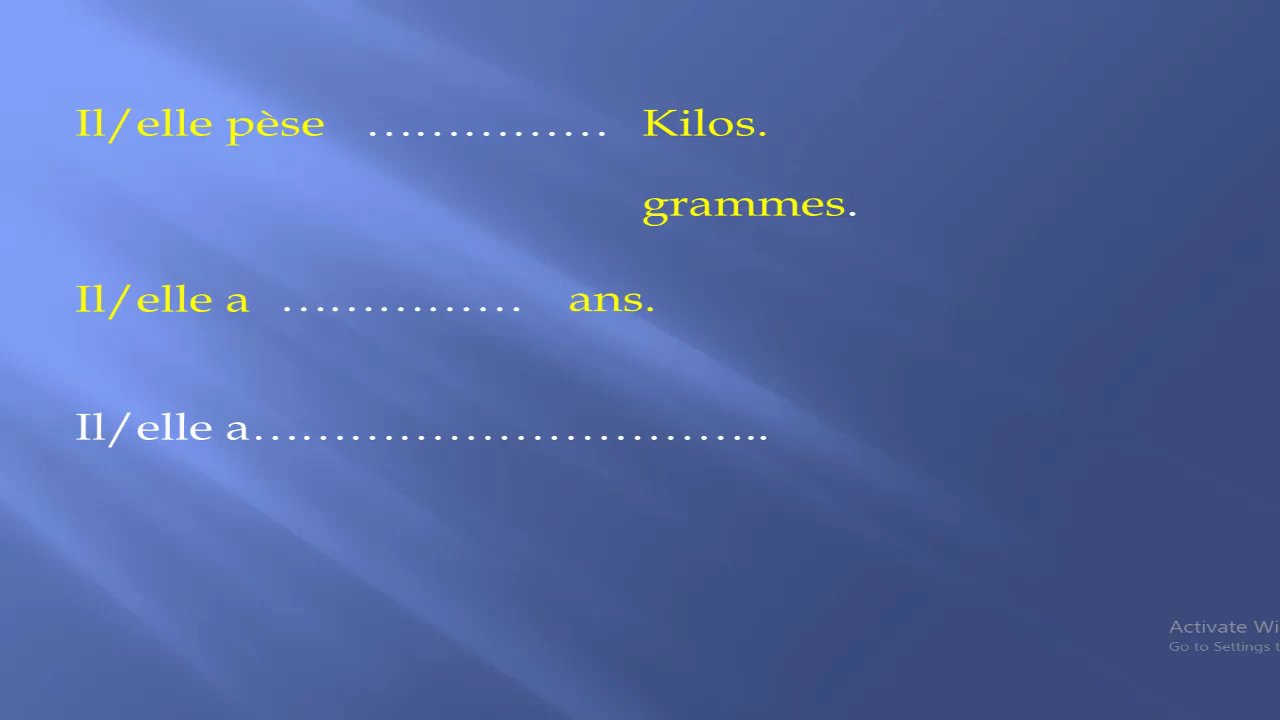 Il/elle pèse …………… Kilos.
grammes.
Il/elle a …………… ans.
Il/elle a……………………………..
Activate Wi
Go to Settings t